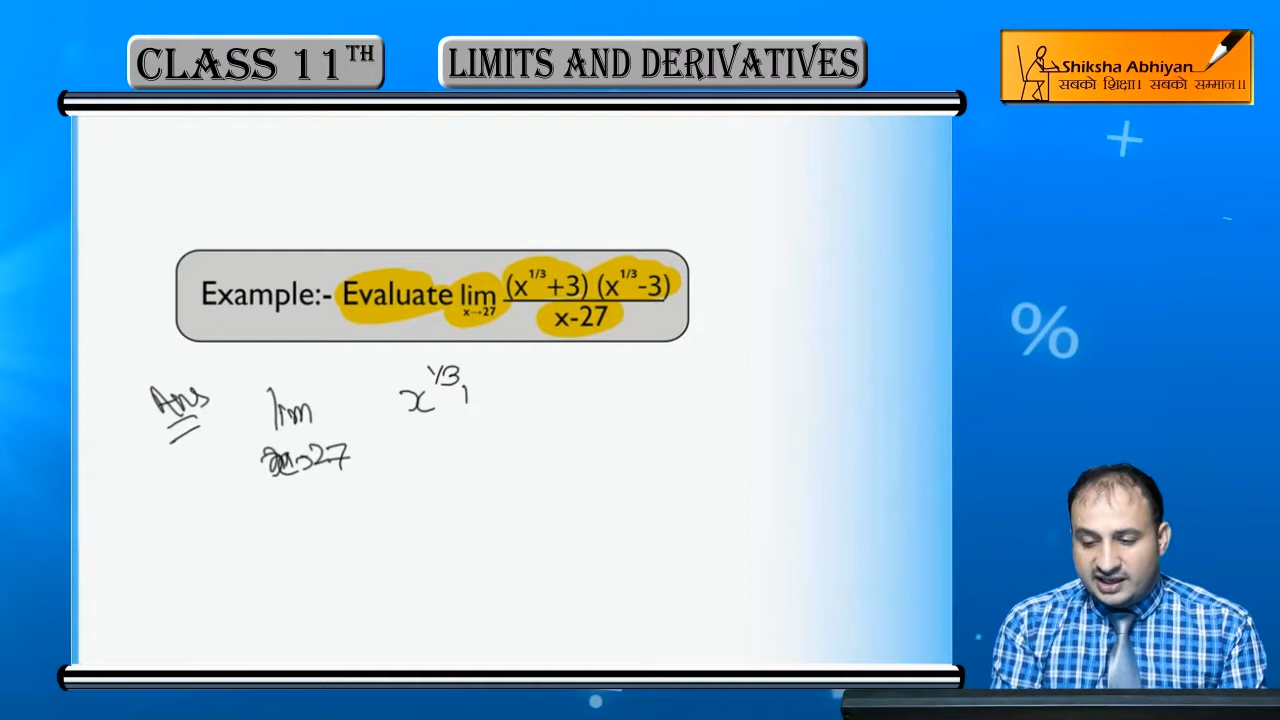 CLASS 11TH
LIMITS AND DERIVATIVES
Shiksha Abhiyan
सबको शिक्षा। सबको सम्मान।।
+
%
Example:- Evaluate lim x→27 (x^1/3+3) (x^1/3-3) / x-27
Ans lim x^1/3
x→27